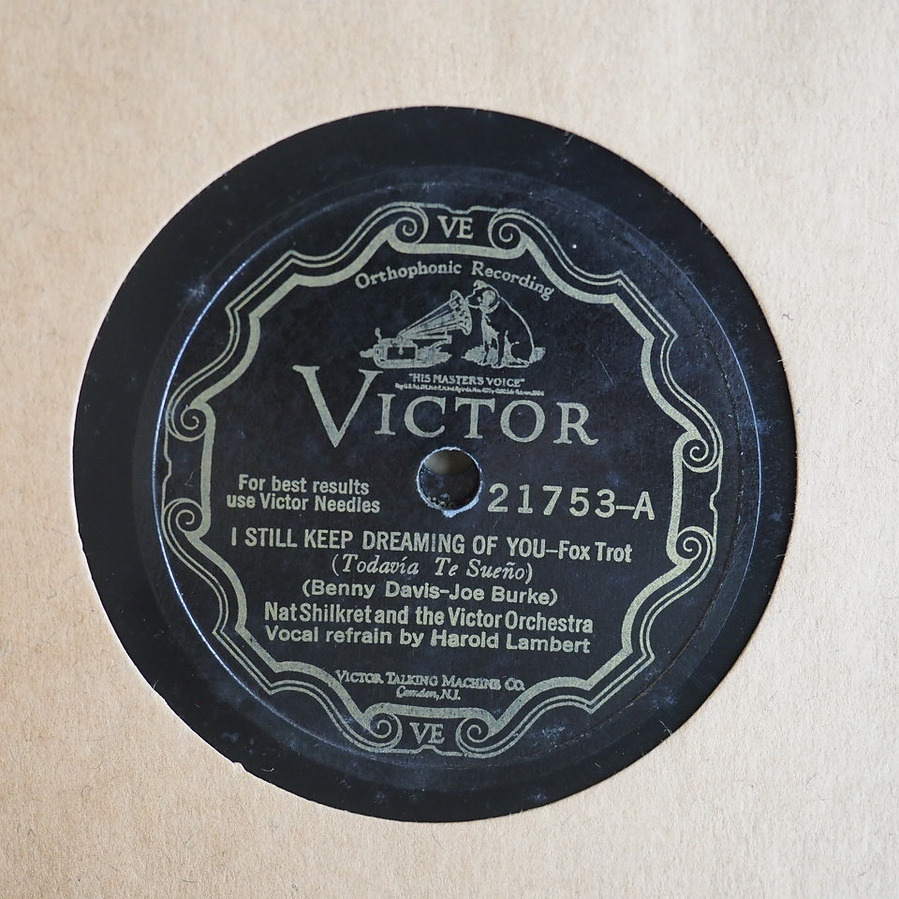 VE
Orthophonic Recording
"HIS MASTER'S VOICE"
VICTOR
For best results
use Victor Needles
21753-A
I STILL KEEP DREAMING OF YOU-Fox Trot
(Todavía Te Sueño)
(Benny Davis-Joe Burke)
Nat Shilkret and the Victor Orchestra
Vocal refrain by Harold Lambert
VICTOR TALKING MACHINE CO.
Camden, N.J.
VE